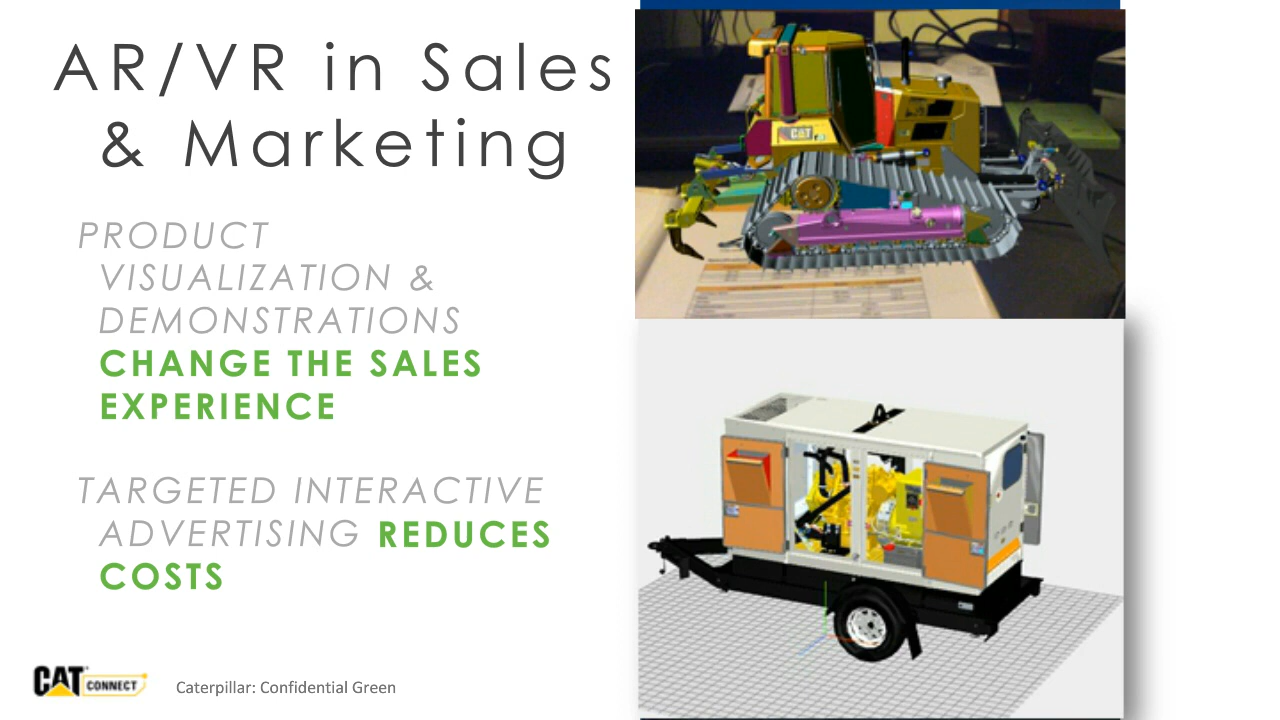 AR/VR in Sales
& Marketing
PRODUCT
VISUALIZATION &
DEMONSTRATIONS
CHANGE THE SALES
EXPERIENCE
TARGETED INTERACTIVE
ADVERTISING REDUCES
COSTS
CAT
CAT
CONNECT
Caterpillar: Confidential Green